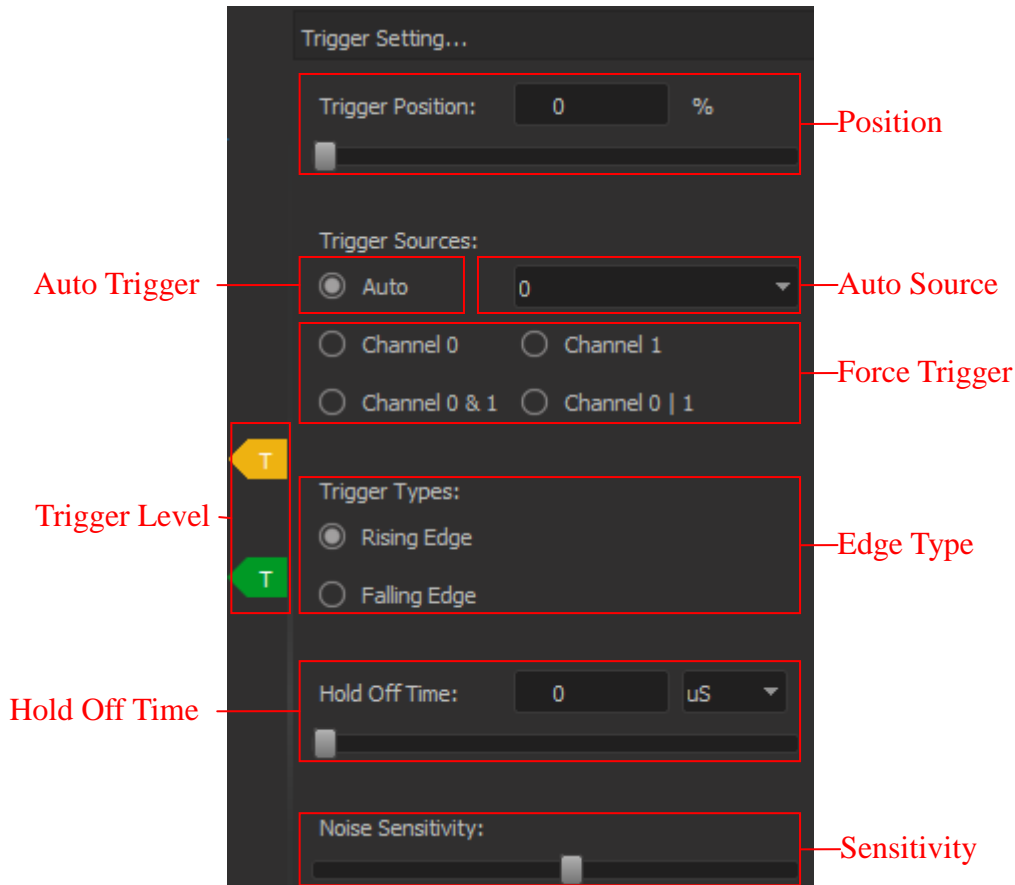 Trigger Setting...
Trigger Position: 0 %
Position
Trigger Sources:
Auto Trigger
Auto 0
Auto Source
Channel 0 Channel 1
Force Trigger
Channel 0 & 1 Channel 0 | 1
T
Trigger Level
Trigger Types:
Rising Edge
Edge Type
T
Falling Edge
Hold Off Time
Hold Off Time: 0 uS
Noise Sensitivity:
Sensitivity